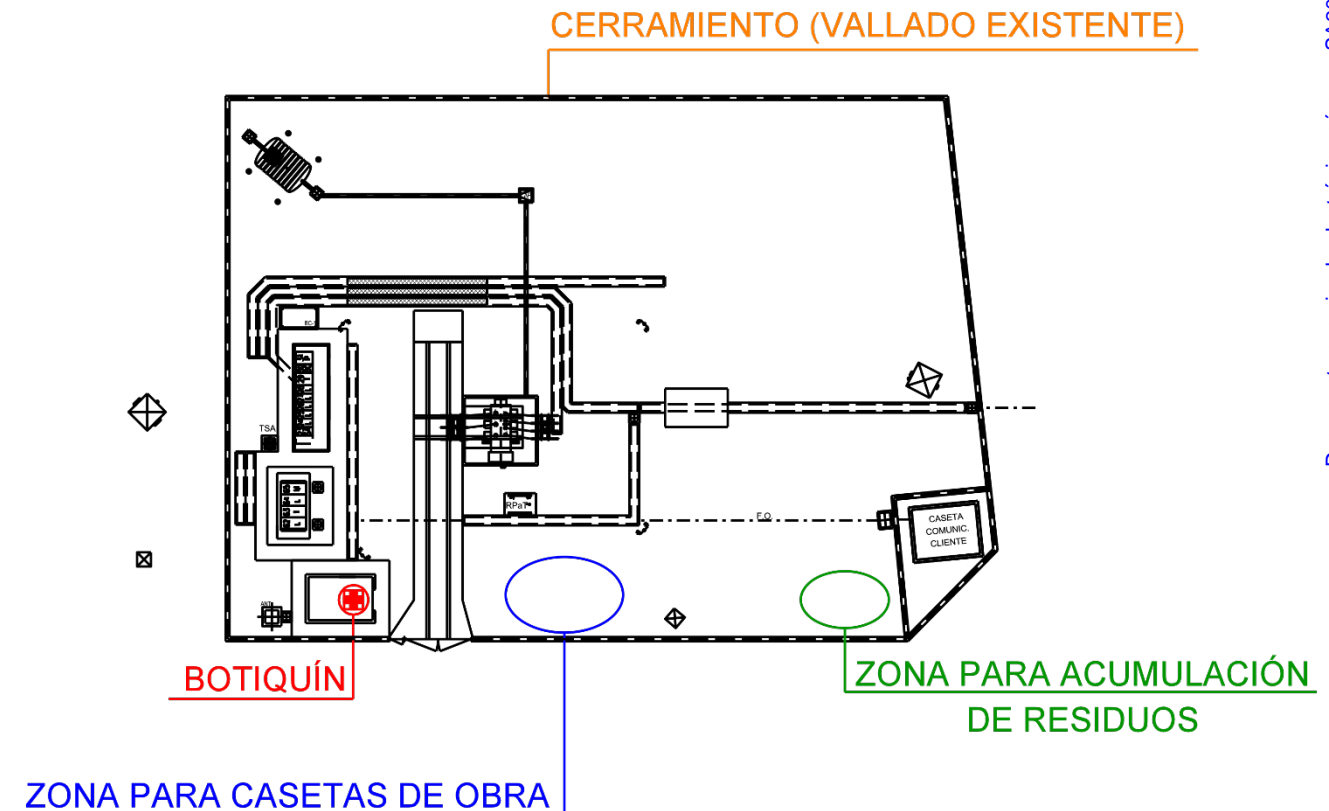 CERRAMIENTO (VALLADO EXISTENTE)
TSA
RPaT
F.O.
CASETA
COMUNIC.
CLIENTE
BOTIQUÍN
ZONA PARA ACUMULACIÓN
DE RESIDUOS
ZONA PARA CASETAS DE OBRA